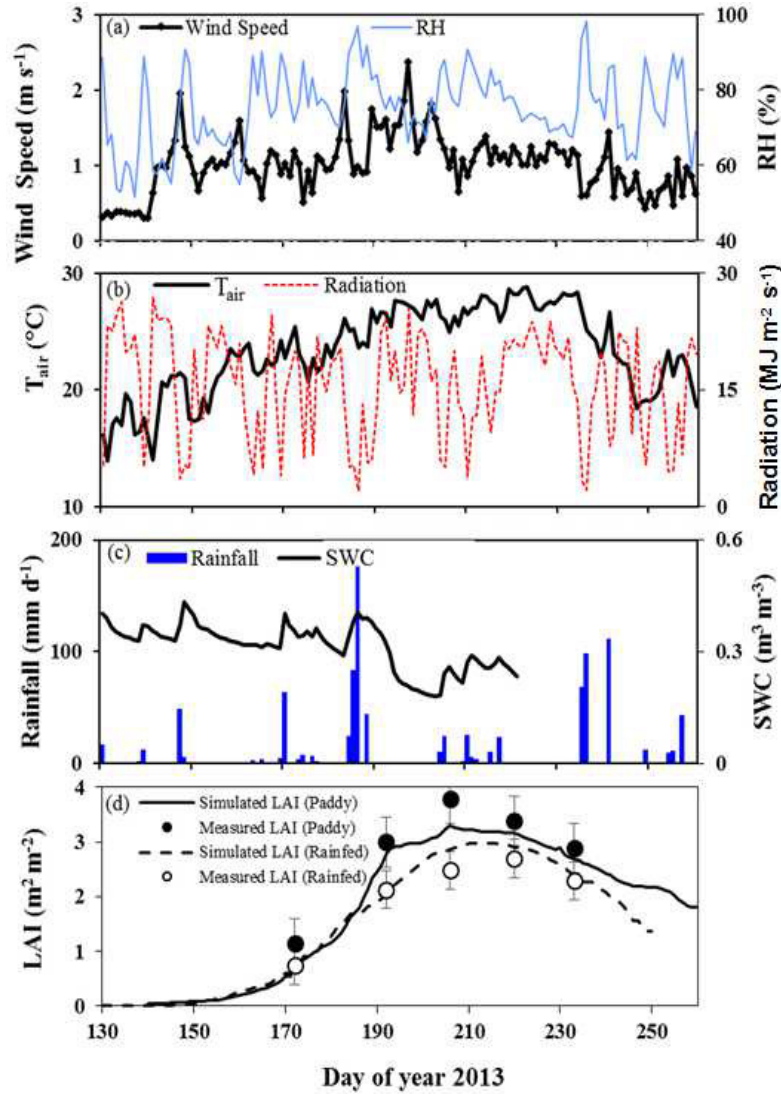 (a) Wind Speed RH
3
2
1
0
100
80
60
40
Wind Speed (m s⁻¹)
RH (%)
(b) Tair Radiation
30
20
10
30
15
0
Tair (°C)
Radiation (MJ m⁻² s⁻¹)
(c) Rainfall SWC
200
100
0
0.6
0.3
0
Rainfall (mm d⁻¹)
SWC (m³ m⁻³)
(d) Simulated LAI (Paddy)
Measured LAI (Paddy)
Simulated LAI (Rainfed)
Measured LAI (Rainfed)
4
3
2
1
0
LAI (m² m⁻²)
130 150 170 190 210 230 250
Day of year 2013